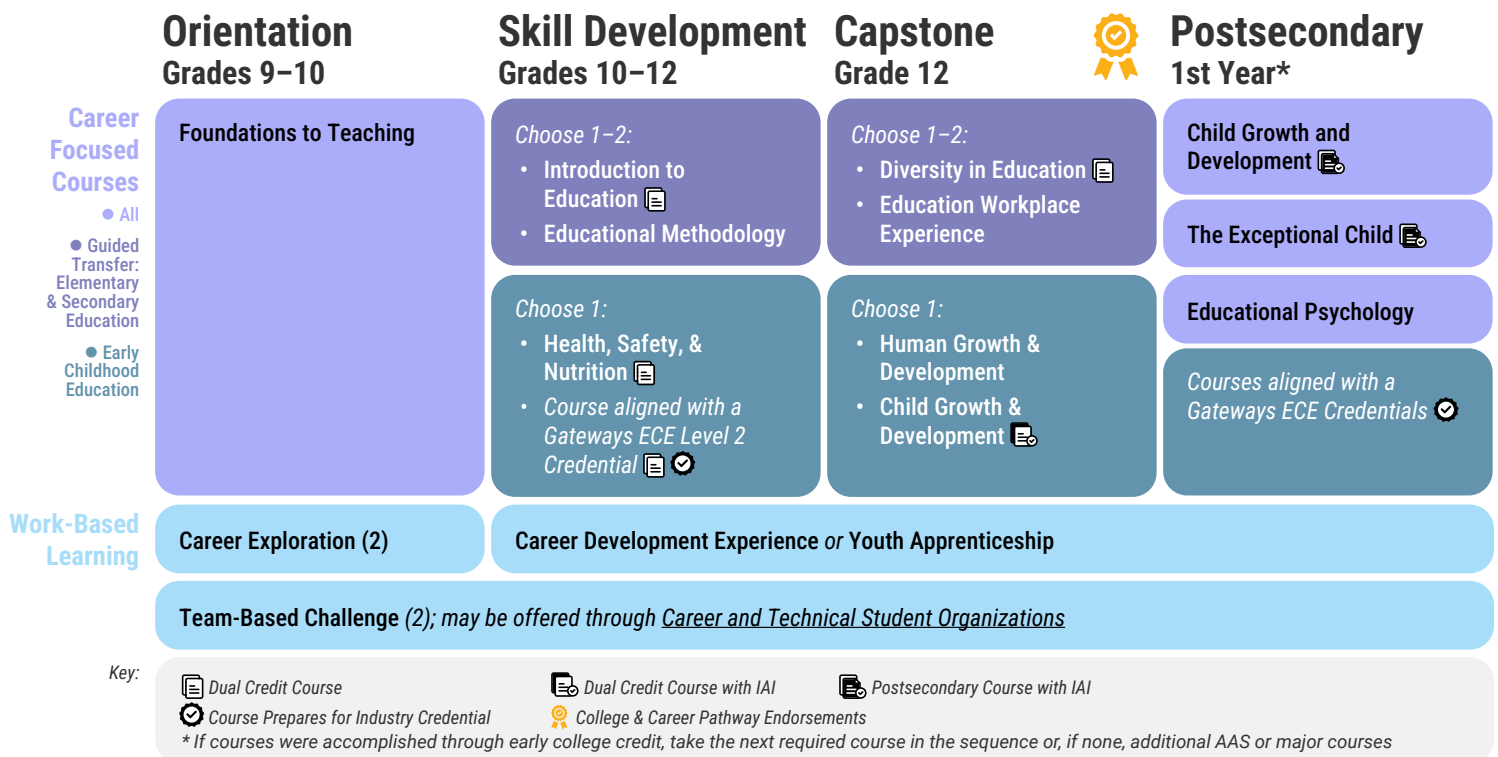 Orientation
Grades 9–10
Skill Development
Grades 10–12
Capstone
Grade 12
Postsecondary
1st Year*
Career
Focused
Courses
All
Guided
Transfer:
Elementary
& Secondary
Education
Early
Childhood
Education
Foundations to Teaching
Choose 1–2:
• Introduction to
Education
• Educational Methodology
Choose 1:
• Health, Safety, &
Nutrition
• Course aligned with a
Gateways ECE Level 2
Credential
Choose 1–2:
• Diversity in Education
• Education Workplace
Experience
Choose 1:
• Human Growth &
Development
• Child Growth &
Development
Child Growth and
Development
The Exceptional Child
Educational Psychology
Courses aligned with a
Gateways ECE Credentials
Work-Based
Learning
Career Exploration (2)
Career Development Experience or Youth Apprenticeship
Team-Based Challenge (2); may be offered through Career and Technical Student Organizations
Key:
Dual Credit Course
Dual Credit Course with IAI
Postsecondary Course with IAI
Course Prepares for Industry Credential
College & Career Pathway Endorsements
* If courses were accomplished through early college credit, take the next required course in the sequence or, if none, additional AAS or major courses